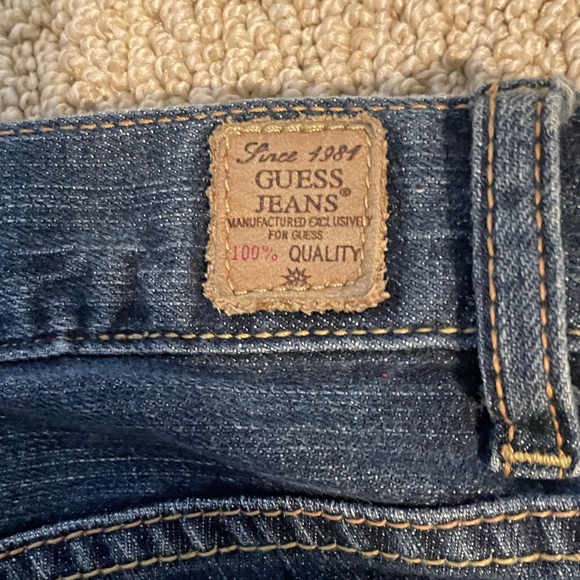 Since 1981
GUESS
JEANS®
MANUFACTURED EXCLUSIVELY
FOR GUESS
100% QUALITY